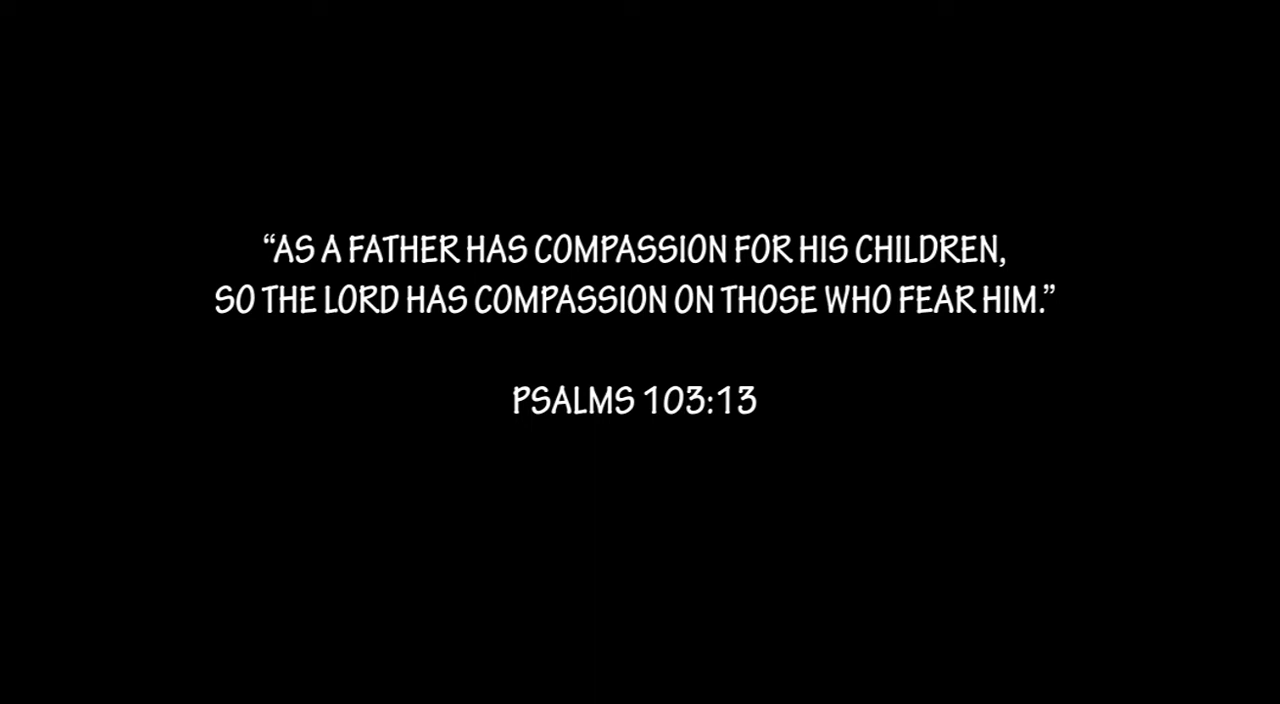 “AS A FATHER HAS COMPASSION FOR HIS CHILDREN,
SO THE LORD HAS COMPASSION ON THOSE WHO FEAR HIM.”
PSALMS 103:13